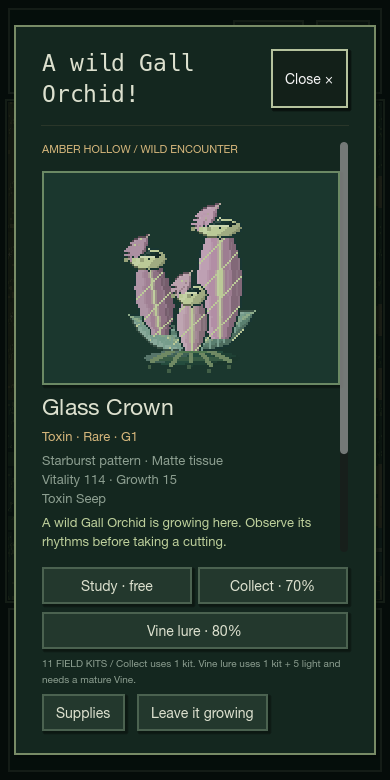 A wild Gall
Orchid!
Close ×
AMBER HOLLOW / WILD ENCOUNTER
Glass Crown
Toxin · Rare · G1
Starburst pattern · Matte tissue
Vitality 114 · Growth 15
Toxin Seep
A wild Gall Orchid is growing here. Observe its
rhythms before taking a cutting.
Study · free
Collect · 70%
Vine lure · 80%
11 FIELD KITS / Collect uses 1 kit. Vine lure uses 1 kit + 5 light and
needs a mature Vine.
Supplies
Leave it growing